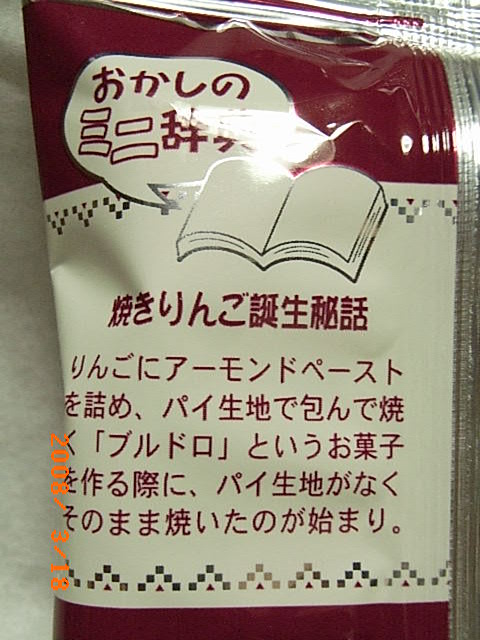 おかしの
ミニ辞典
焼きりんご誕生秘話
りんごにアーモンドペースト
を詰め、パイ生地で包んで焼
く「ブルドロ」というお菓子
を作る際に、パイ生地がなく
そのまま焼いたのが始まり。
2008/3/18